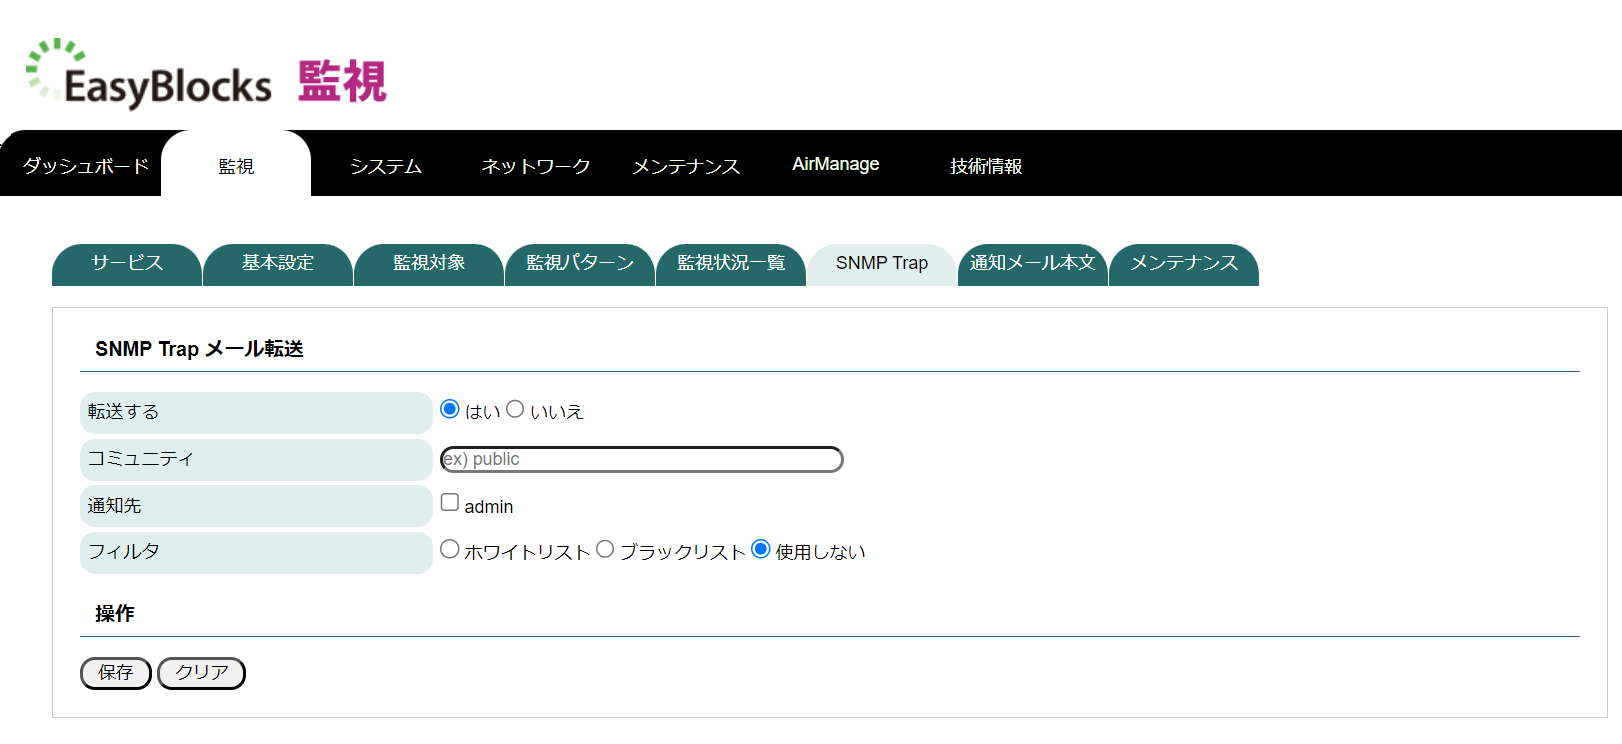 EasyBlocks 監視
ダッシュボード 監視 システム ネットワーク メンテナンス AirManage 技術情報
サービス 基本設定 監視対象 監視パターン 監視状況一覧 SNMP Trap 通知メール本文 メンテナンス
SNMP Trap メール転送
転送する はい いいえ
コミュニティ ex) public
通知先 admin
フィルタ ホワイトリスト ブラックリスト 使用しない
操作
保存 クリア